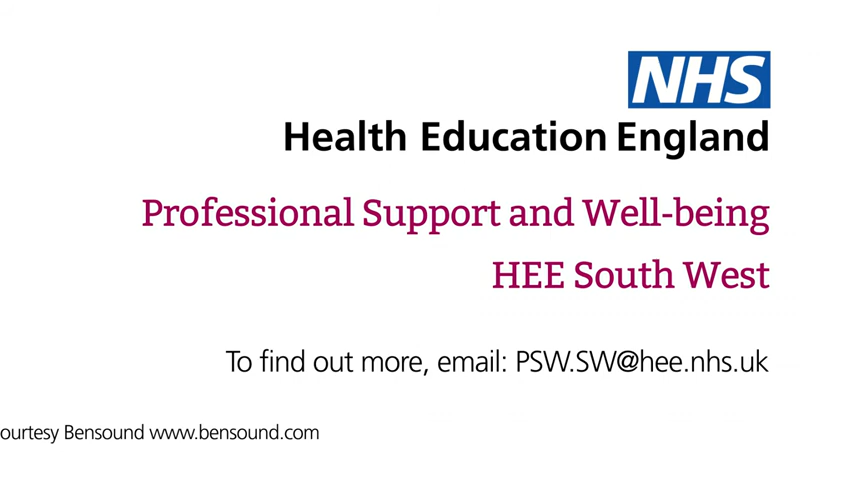 NHS
Health Education England
Professional Support and Well-being
HEE South West
To find out more, email: PSW.SW@hee.nhs.uk
ourtesy Bensound www.bensound.com